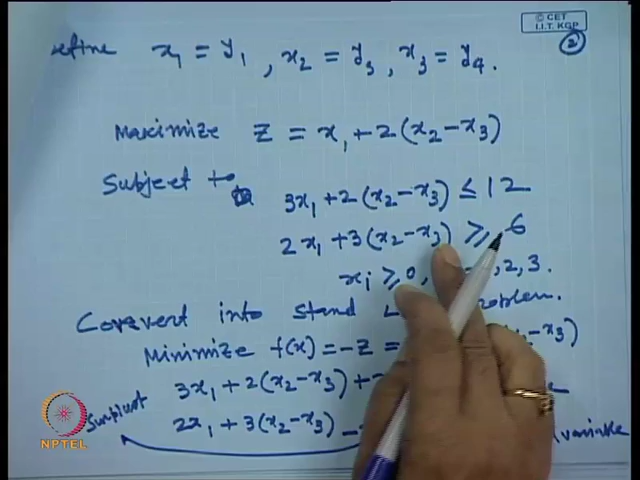 © CET
I.I.T. KGP
2
efine x₁ = y₁ , x₂ = y₃ , x₃ = y₄.
Maximize Z = x₁ + 2(x₂ – x₃)
Subject to 3x₁ + 2(x₂ – x₃) ≤ 12
2x₁ + 3(x₂ – x₃) ≥ 6
xᵢ ≥ 0, 2, 3.
Convert into stand problem.
Minimize f(x) = –Z = – x₃)
3x₁ + 2(x₂ – x₃) +
Surplust
2x₁ + 3(x₂ – x₃) – variable
NPTEL